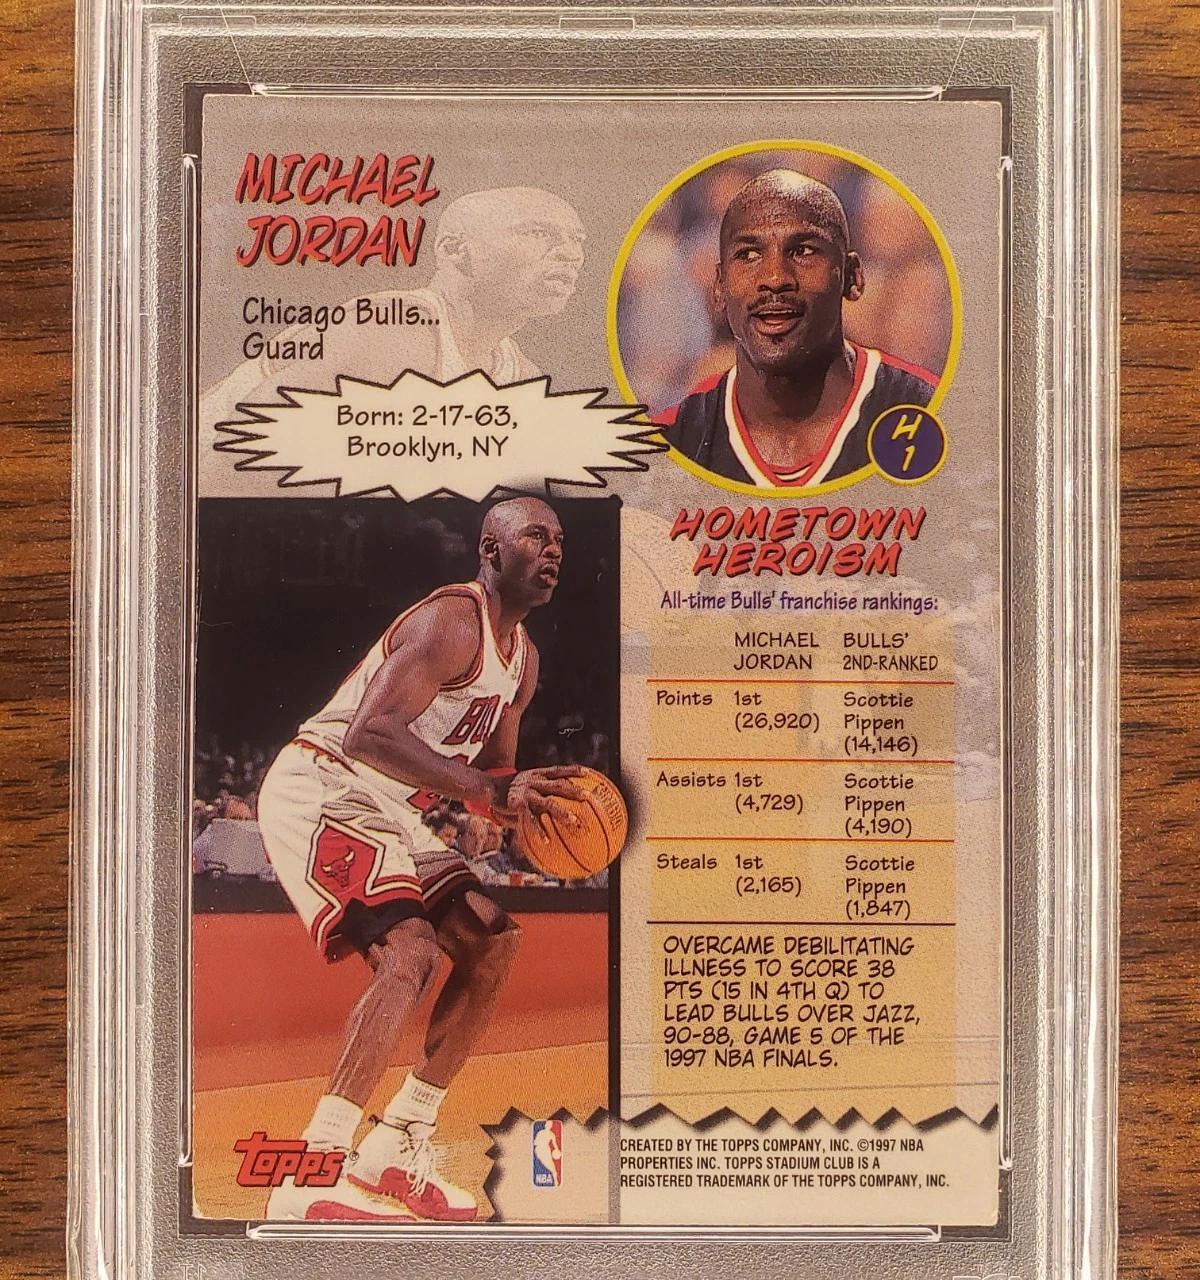 MICHAEL
JORDAN
Chicago Bulls...
Guard
Born: 2-17-63,
Brooklyn, NY
H
1
HOMETOWN
HEROISM
All-time Bulls' franchise rankings:
MICHAEL BULLS'
JORDAN 2ND-RANKED
Points 1st Scottie
(26,920) Pippen
(14,146)
Assists 1st Scottie
(4,729) Pippen
(4,190)
Steals 1st Scottie
(2,165) Pippen
(1,847)
OVERCAME DEBILITATING
ILLNESS TO SCORE 38
PTS (15 IN 4TH Q) TO
LEAD BULLS OVER JAZZ,
90-88, GAME 5 OF THE
1997 NBA FINALS.
Topps®
NBA
CREATED BY THE TOPPS COMPANY, INC. ©1997 NBA
PROPERTIES INC. TOPPS STADIUM CLUB IS A
REGISTERED TRADEMARK OF THE TOPPS COMPANY, INC.